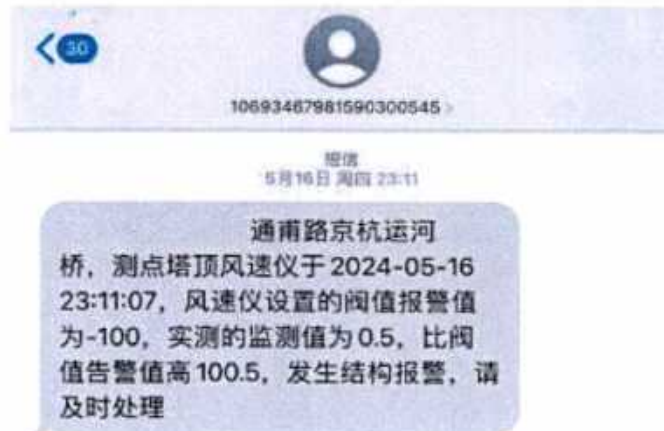 30
10693467981590300545
短信
5月16日 周四 23:11
通甫路京杭运河
桥，测点塔顶风速仪于2024-05-16
23:11:07，风速仪设置的阀值报警值
为-100，实测的监测值为0.5，比阀
值告警值高100.5，发生结构报警，请
及时处理